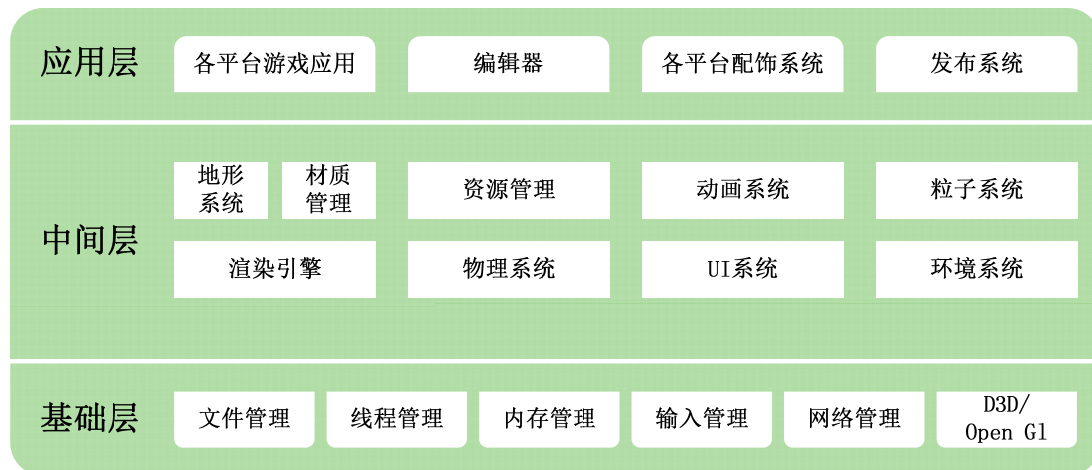 应用层
各平台游戏应用
编辑器
各平台配饰系统
发布系统
中间层
地形
系统
材质
管理
资源管理
动画系统
粒子系统
渲染引擎
物理系统
UI系统
环境系统
基础层
文件管理
线程管理
内存管理
输入管理
网络管理
D3D/
Open Gl